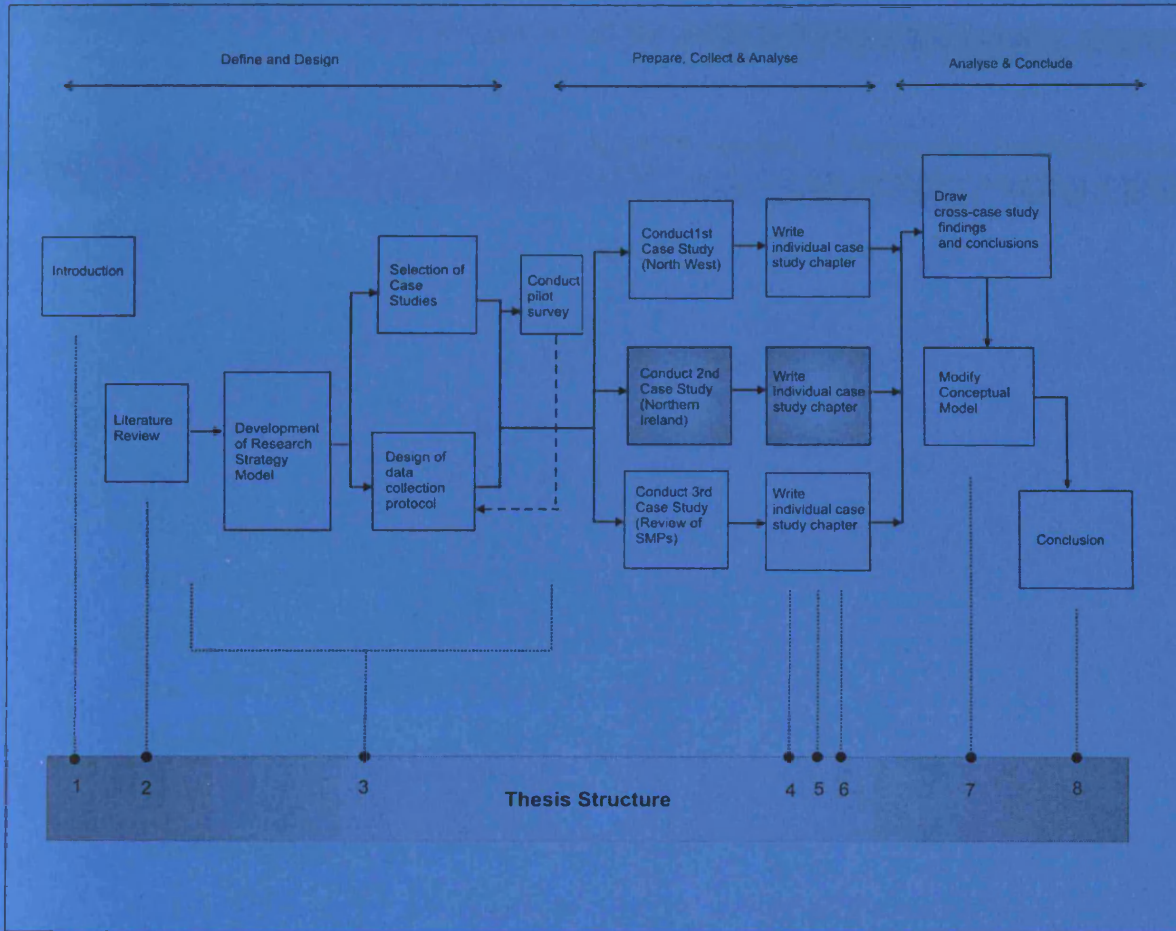 Define and Design
Prepare, Collect & Analyse
Analyse & Conclude
Introduction
Literature
Review
Development
of Research
Strategy
Model
Selection of
Case
Studies
Design of
data
collection
protocol
Conduct
pilot
survey
Conduct1st
Case Study
(North West)
Write
individual case
study chapter
Conduct 2nd
Case Study
(Northern
Ireland)
Write
individual case
study chapter
Conduct 3rd
Case Study
(Review of
SMPs)
Write
individual case
study chapter
Draw
cross-case study
findings
and conclusions
Modify
Conceptual
Model
Conclusion
1 2 3 4 5 6 7 8
Thesis Structure